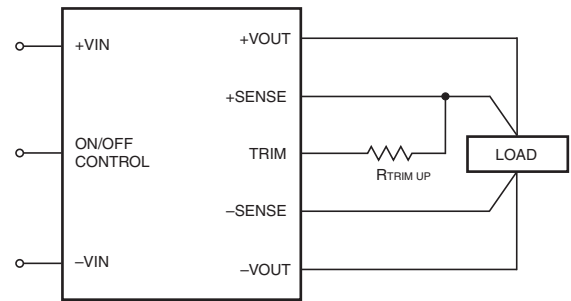 +VIN
ON/OFF
CONTROL
–VIN
+VOUT
+SENSE
TRIM
–SENSE
–VOUT
RTRIM UP
LOAD